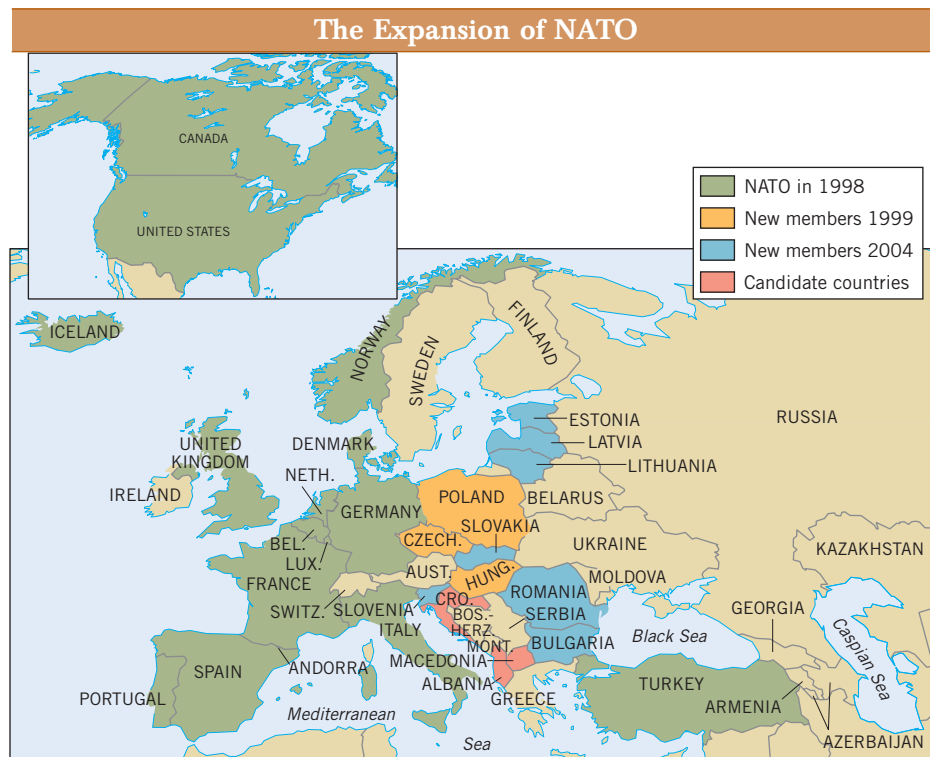 The Expansion of NATO
CANADA
UNITED STATES
NATO in 1998
New members 1999
New members 2004
Candidate countries
ICELAND
NORWAY
SWEDEN
FINLAND
RUSSIA
ESTONIA
LATVIA
LITHUANIA
UNITED
KINGDOM
DENMARK
NETH.
IRELAND
GERMANY
POLAND
BELARUS
SLOVAKIA
CZECH.
UKRAINE
KAZAKHSTAN
BEL.
LUX.
FRANCE
AUST.
HUNG.
MOLDOVA
ROMANIA
SWITZ.
SLOVENIA
CRO.
BOS.-
HERZ.
SERBIA
GEORGIA
ITALY
MONT.
BULGARIA
Black Sea
Caspian Sea
SPAIN
ANDORRA
MACEDONIA
ALBANIA
PORTUGAL
GREECE
TURKEY
ARMENIA
Mediterranean
Sea
AZERBAIJAN